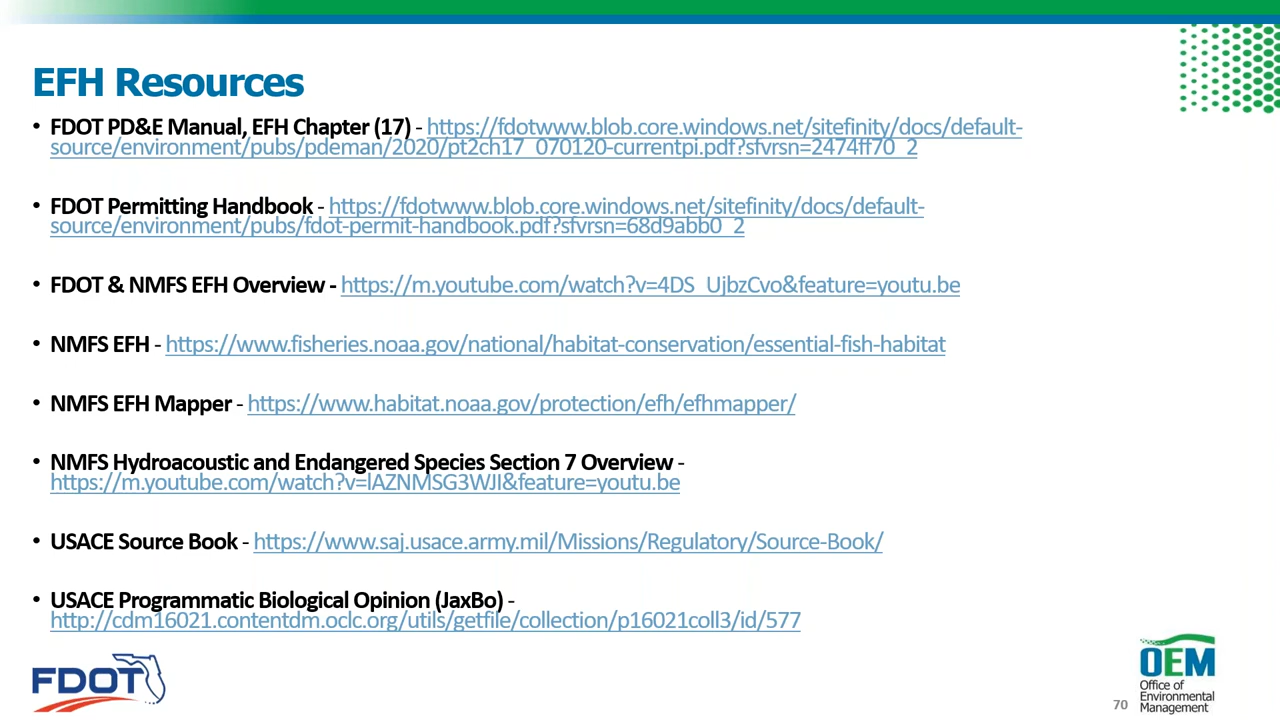 EFH Resources
• FDOT PD&E Manual, EFH Chapter (17) - https://fdotwww.blob.core.windows.net/sitefinity/docs/default-
source/environment/pubs/pdeman/2020/pt2ch17_070120-currentpi.pdf?sfvrsn=2474ff70_2
• FDOT Permitting Handbook - https://fdotwww.blob.core.windows.net/sitefinity/docs/default-
source/environment/pubs/fdot-permit-handbook.pdf?sfvrsn=68d9abb0_2
• FDOT & NMFS EFH Overview - https://m.youtube.com/watch?v=4DS_UjbzCvo&feature=youtu.be
• NMFS EFH - https://www.fisheries.noaa.gov/national/habitat-conservation/essential-fish-habitat
• NMFS EFH Mapper - https://www.habitat.noaa.gov/protection/efh/efhmapper/
• NMFS Hydroacoustic and Endangered Species Section 7 Overview -
https://m.youtube.com/watch?v=lAZNMSG3WJI&feature=youtu.be
• USACE Source Book - https://www.saj.usace.army.mil/Missions/Regulatory/Source-Book/
• USACE Programmatic Biological Opinion (JaxBo) -
http://cdm16021.contentdm.oclc.org/utils/getfile/collection/p16021coll3/id/577
FDOT
70
OEM
Office of
Environmental
Management